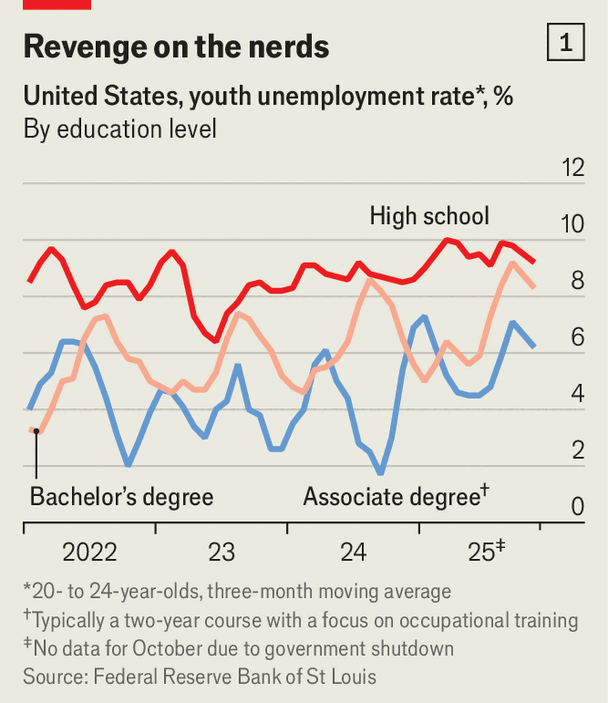 Revenge on the nerds
1
United States, youth unemployment rate*, %
By education level
12
High school
10
8
6
4
2
Bachelor's degree
Associate degree†
0
2022
23
24
25‡
*20- to 24-year-olds, three-month moving average
†Typically a two-year course with a focus on occupational training
‡No data for October due to government shutdown
Source: Federal Reserve Bank of St Louis